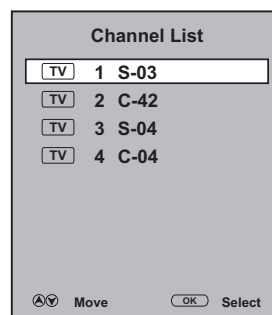 Channel List
TV 1 S-03
TV 2 C-42
TV 3 S-04
TV 4 C-04
Move OK Select